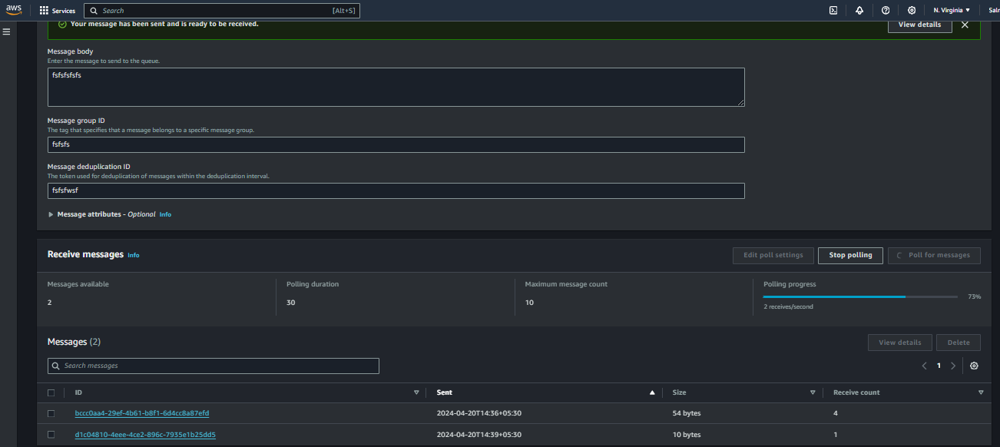 aws Services Search [Alt+S] N. Virginia
Your message has been sent and is ready to be received. View details
Message body
Enter the message to send to the queue.
fsfsfsfsfs
Message group ID
The tag that specifies that a message belongs to a specific message group.
fsfsfs
Message deduplication ID
The token used for deduplication of messages within the deduplication interval.
fsfsfwsf
Message attributes - Optional Info
Receive messages Info Edit poll settings Stop polling Poll for messages
Messages available Polling duration Maximum message count Polling progress
2 30 10 73%
2 receives/second
Messages (2) View details Delete
Search messages 1
ID Sent Size Receive count
bccc0aa4-29ef-4b61-b8f1-6d4cc8a87efd 2024-04-20T14:36+05:30 54 bytes 4
d1c04810-4eee-4ce2-896c-7935e1b25dd5 2024-04-20T14:39+05:30 10 bytes 1